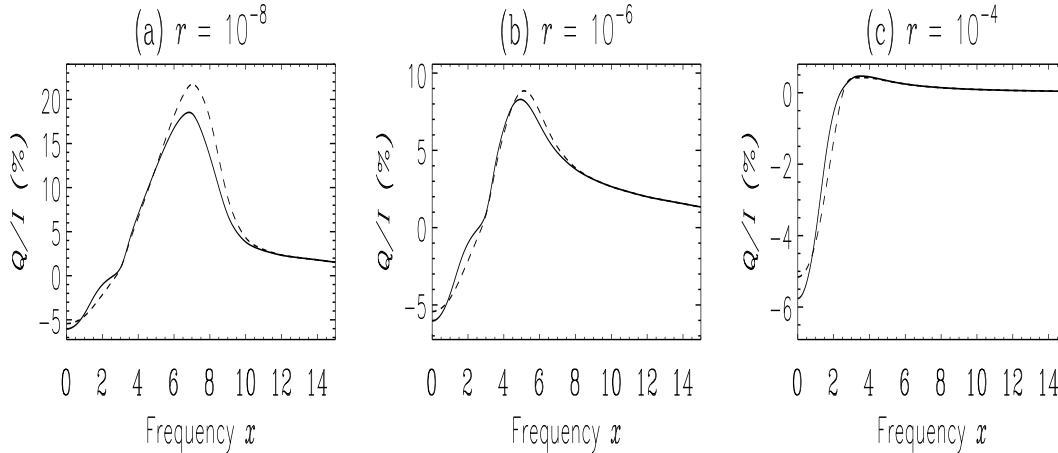 (a) r = 10⁻⁸
(b) r = 10⁻⁶
(c) r = 10⁻⁴
Q/I (%)
20
15
10
5
0
−5
0 2 4 6 8 10 12 14
Frequency x
Q/I (%)
10
5
0
−5
0 2 4 6 8 10 12 14
Frequency x
Q/I (%)
0
−2
−4
−6
0 2 4 6 8 10 12 14
Frequency x